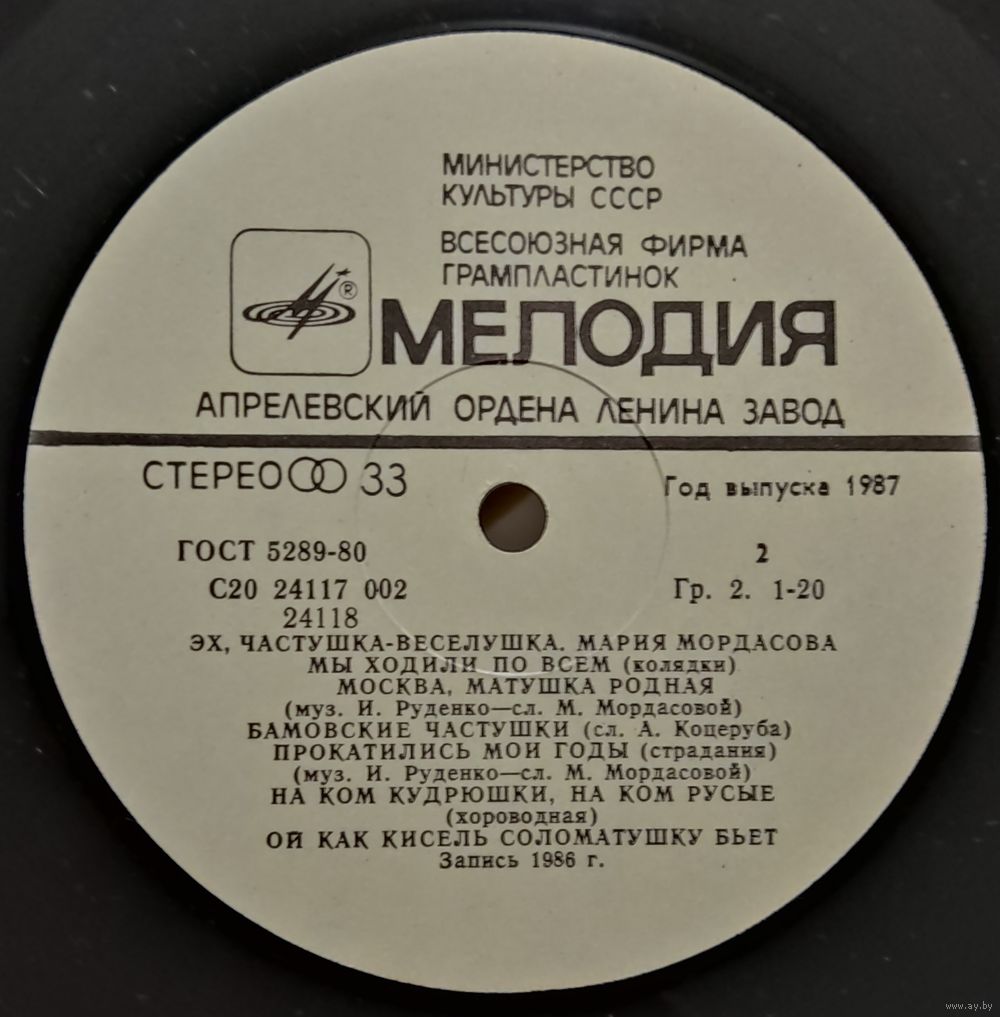 МИНИСТЕРСТВО
КУЛЬТУРЫ СССР
ВСЕСОЮЗНАЯ ФИРМА
ГРАМПЛАСТИНОК
®
МЕЛОДИЯ
АПРЕЛЕВСКИЙ ОРДЕНА ЛЕНИНА ЗАВОД
СТЕРЕО 33
Год выпуска 1987
ГОСТ 5289-80
2
С20 24117 002
Гр. 2. 1-20
24118
ЭХ, ЧАСТУШКА-ВЕСЕЛУШКА. МАРИЯ МОРДАСОВА
МЫ ХОДИЛИ ПО ВСЕМ (колядки)
МОСКВА, МАТУШКА РОДНАЯ
(муз. И. Руденко—сл. М. Мордасовой)
БАМОВСКИЕ ЧАСТУШКИ (сл. А. Коцеруба)
ПРОКАТИЛИСЬ МОИ ГОДЫ (страдания)
(муз. И. Руденко—сл. М. Мордасовой)
НА КОМ КУДРЮШКИ, НА КОМ РУСЫЕ
(хороводная)
ОЙ КАК КИСЕЛЬ СОЛОМАТУШКУ БЬЕТ
Запись 1986 г.
www.ay.by